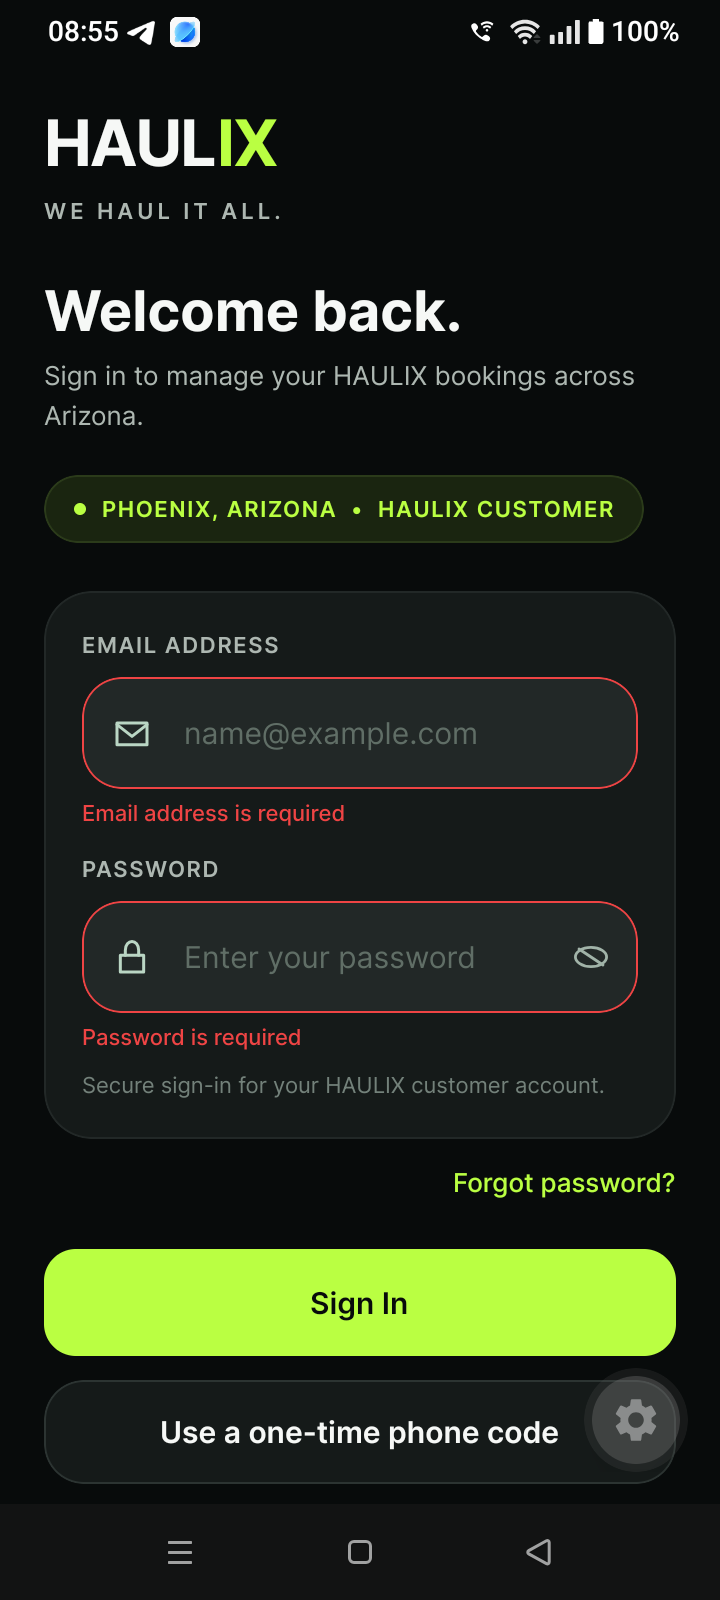 08:55
100%
HAULIX
WE HAUL IT ALL.
Welcome back.
Sign in to manage your HAULIX bookings across
Arizona.
PHOENIX, ARIZONA • HAULIX CUSTOMER
EMAIL ADDRESS
name@example.com
Email address is required
PASSWORD
Enter your password
Password is required
Secure sign-in for your HAULIX customer account.
Forgot password?
Sign In
Use a one-time phone code